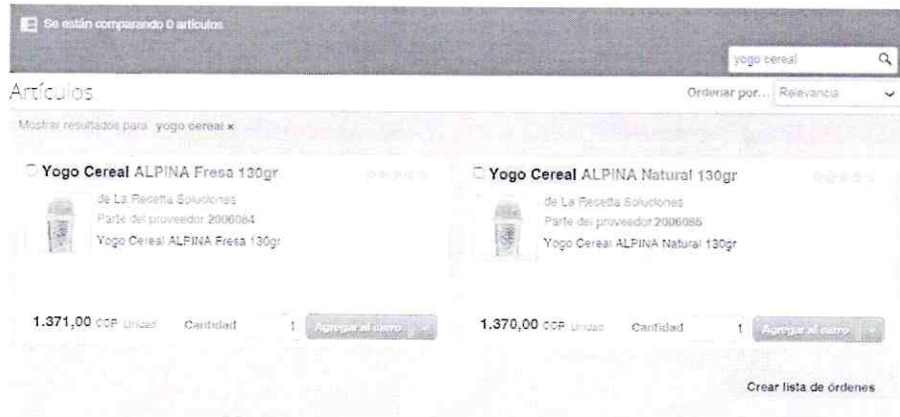 Se están comparando 0 artículos
yogo cereal
Artículos
Ordenar por... Relevancia
Mostrar resultados para yogo cereal ×
Yogo Cereal ALPINA Fresa 130gr
de La Recetta Soluciones
Parte del proveedor 2006084
Yogo Cereal ALPINA Fresa 130gr
1.371,00 COP Unidad Cantidad 1 Agregar al carro
Yogo Cereal ALPINA Natural 130gr
de La Recetta Soluciones
Parte del proveedor 2006085
Yogo Cereal ALPINA Natural 130gr
1.370,00 COP Unidad Cantidad 1 Agregar al carro
Crear lista de órdenes